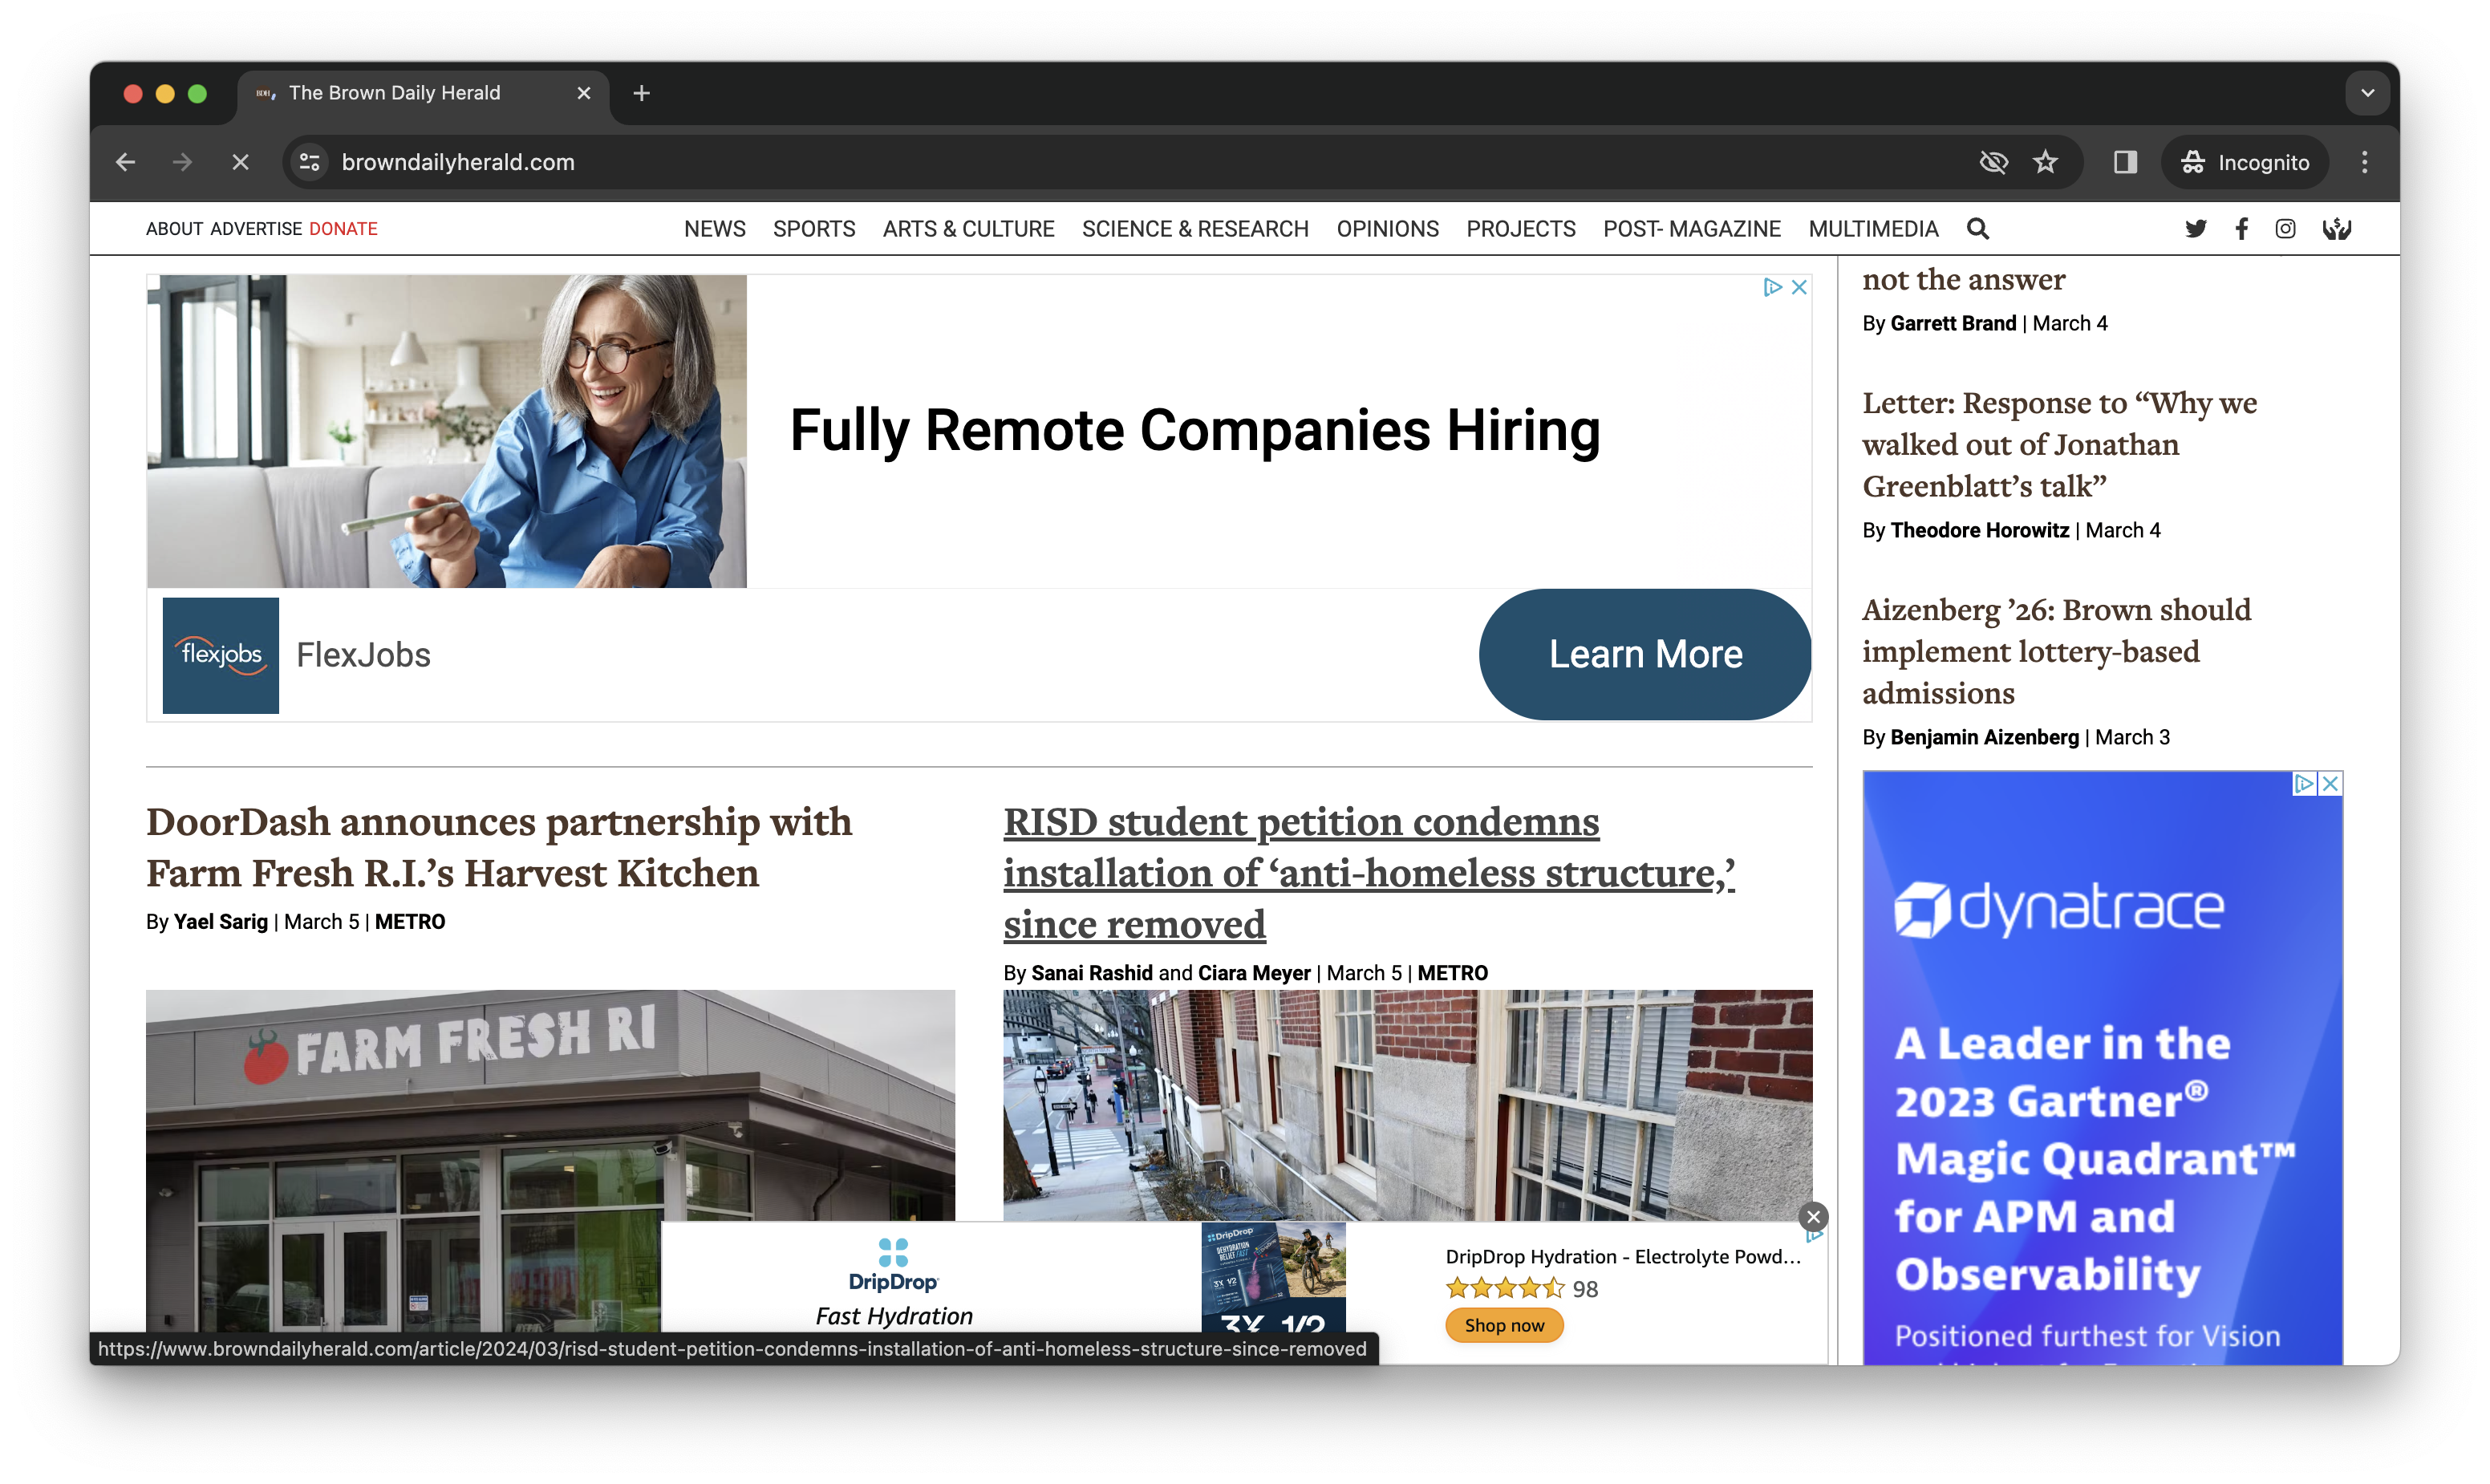 The Brown Daily Herald
browndailyherald.com
Incognito
ABOUT ADVERTISE DONATE
NEWS SPORTS ARTS & CULTURE SCIENCE & RESEARCH OPINIONS PROJECTS POST- MAGAZINE MULTIMEDIA
Fully Remote Companies Hiring
flexjobs
FlexJobs
Learn More
DoorDash announces partnership with
Farm Fresh R.I.’s Harvest Kitchen
By Yael Sarig | March 5 | METRO
FARM FRESH RI
RISD student petition condemns
installation of ‘anti-homeless structure,’
since removed
By Sanai Rashid and Ciara Meyer | March 5 | METRO
not the answer
By Garrett Brand | March 4
Letter: Response to “Why we
walked out of Jonathan
Greenblatt’s talk”
By Theodore Horowitz | March 4
Aizenberg ’26: Brown should
implement lottery-based
admissions
By Benjamin Aizenberg | March 3
dynatrace
A Leader in the
2023 Gartner®
Magic Quadrant™
for APM and
Observability
Positioned furthest for Vision
DripDrop
Fast Hydration
DripDrop
DEHYDRATION
RELIEF FAST
3X 1/2
3X 1/2
DripDrop Hydration - Electrolyte Powd...
98
Shop now
https://www.browndailyherald.com/article/2024/03/risd-student-petition-condemns-installation-of-anti-homeless-structure-since-removed